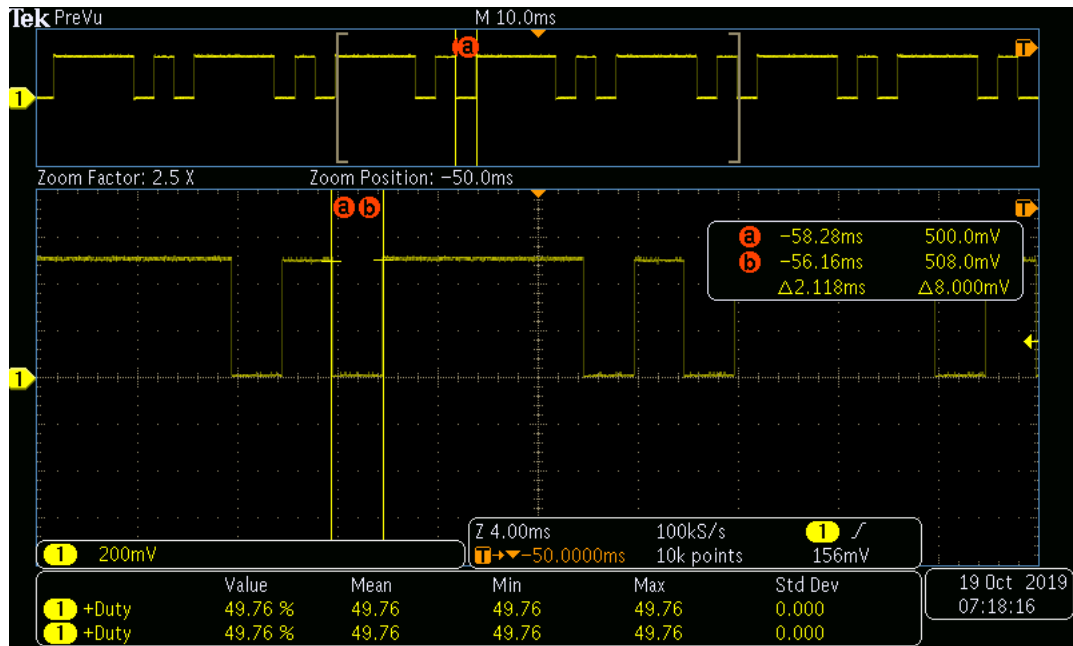 Tek PreVu M 10.0ms
a
T
1
Zoom Factor: 2.5 X Zoom Position: −50.0ms
a b
T
a −58.28ms 500.0mV
b −56.16ms 508.0mV
△2.118ms △8.000mV
1
Z 4.00ms 100kS/s 1
1 200mV
T→▼−50.0000ms 10k points 156mV
Value Mean Min Max Std Dev
1 +Duty 49.76 % 49.76 49.76 49.76 0.000
1 +Duty 49.76 % 49.76 49.76 49.76 0.000
19 Oct 2019
07:18:16